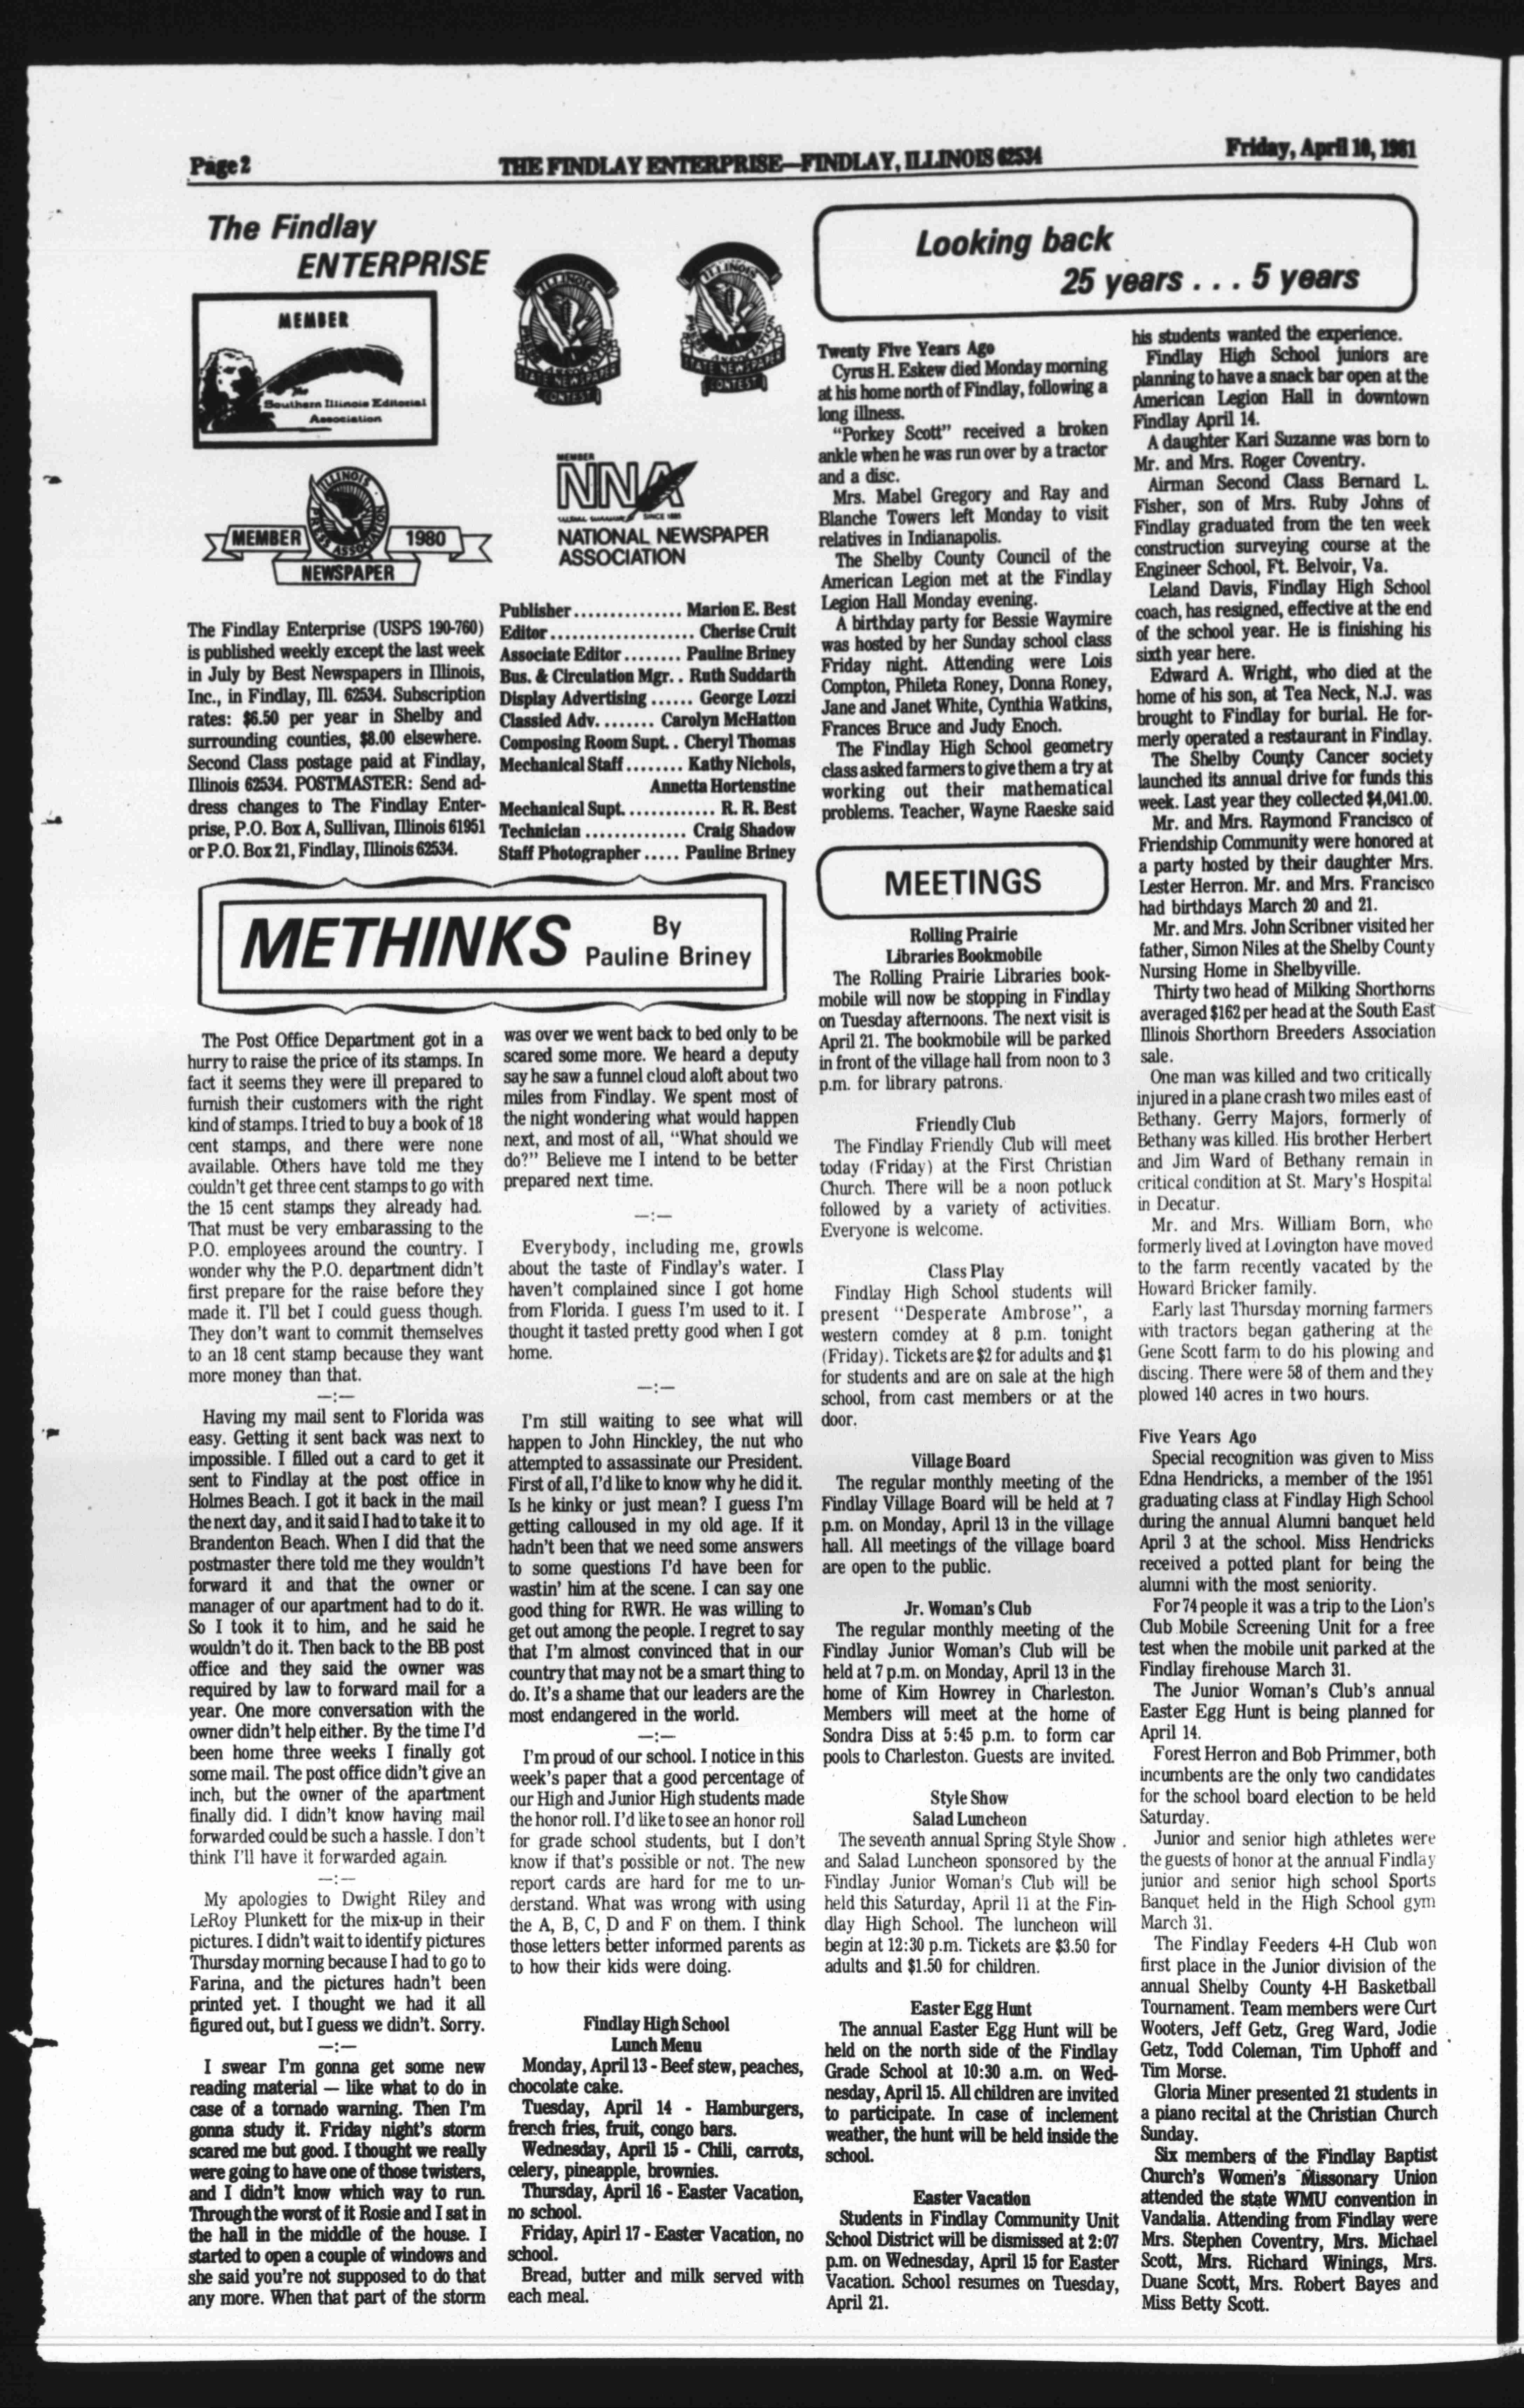 Page 2
THE FINDLAY ENTERPRISE—FINDLAY, ILLINOIS 62534
Friday, April 10, 1981
The Findlay
ENTERPRISE
MEMBER
The
Southern Illinois Editorial
Association
ILLINOIS
PRESS ASSOCIATION
STATE NEWSPAPER
CONTEST
ILLINOIS
PRESS ASSOCIATION
STATE NEWSPAPER
CONTEST
ILLINOIS
PRESS ASSOCIATION
MEMBER
1980
NEWSPAPER
MEMBER
NNA
SINCE 1885
NATIONAL NEWSPAPER
ASSOCIATION
The Findlay Enterprise (USPS 190-760)
is published weekly except the last week
in July by Best Newspapers in Illinois,
Inc., in Findlay, Ill. 62534. Subscription
rates: $6.50 per year in Shelby and
surrounding counties, $8.00 elsewhere.
Second Class postage paid at Findlay,
Illinois 62534. POSTMASTER: Send ad-
dress changes to The Findlay Enter-
prise, P.O. Box A, Sullivan, Illinois 61951
or P.O. Box 21, Findlay, Illinois 62534.
Publisher............... Marion E. Best
Editor.................... Cherise Cruit
Associate Editor........ Pauline Briney
Bus. & Circulation Mgr.. Ruth Suddarth
Display Advertising...... George Lozzi
Classied Adv........ Carolyn McHatton
Composing Room Supt.. Cheryl Thomas
Mechanical Staff........ Kathy Nichols,
Annetta Hortenstine
Mechanical Supt............. R. R. Best
Technician.............. Craig Shadow
Staff Photographer..... Pauline Briney
METHINKS
By
Pauline Briney
The Post Office Department got in a
hurry to raise the price of its stamps. In
fact it seems they were ill prepared to
furnish their customers with the right
kind of stamps. I tried to buy a book of 18
cent stamps, and there were none
available. Others have told me they
couldn't get three cent stamps to go with
the 15 cent stamps they already had.
That must be very embarassing to the
P.O. employees around the country. I
wonder why the P.O. department didn't
first prepare for the raise before they
made it. I'll bet I could guess though.
They don't want to commit themselves
to an 18 cent stamp because they want
more money than that.
—:—
Having my mail sent to Florida was
easy. Getting it sent back was next to
impossible. I filled out a card to get it
sent to Findlay at the post office in
Holmes Beach. I got it back in the mail
the next day, and it said I had to take it to
Brandenton Beach. When I did that the
postmaster there told me they wouldn't
forward it and that the owner or
manager of our apartment had to do it.
So I took it to him, and he said he
wouldn't do it. Then back to the BB post
office and they said the owner was
required by law to forward mail for a
year. One more conversation with the
owner didn't help either. By the time I'd
been home three weeks I finally got
some mail. The post office didn't give an
inch, but the owner of the apartment
finally did. I didn't know having mail
forwarded could be such a hassle. I don't
think I'll have it forwarded again.
—:—
My apologies to Dwight Riley and
LeRoy Plunkett for the mix-up in their
pictures. I didn't wait to identify pictures
Thursday morning because I had to go to
Farina, and the pictures hadn't been
printed yet. I thought we had it all
figured out, but I guess we didn't. Sorry.
—:—
I swear I'm gonna get some new
reading material — like what to do in
case of a tornado warning. Then I'm
gonna study it. Friday night's storm
scared me but good. I thought we really
were going to have one of those twisters,
and I didn't know which way to run.
Through the worst of it Rosie and I sat in
the hall in the middle of the house. I
started to open a couple of windows and
she said you're not supposed to do that
any more. When that part of the storm
was over we went back to bed only to be
scared some more. We heard a deputy
say he saw a funnel cloud aloft about two
miles from Findlay. We spent most of
the night wondering what would happen
next, and most of all, "What should we
do?" Believe me I intend to be better
prepared next time.
—:—
Everybody, including me, growls
about the taste of Findlay's water. I
haven't complained since I got home
from Florida. I guess I'm used to it. I
thought it tasted pretty good when I got
home.
—:—
I'm still waiting to see what will
happen to John Hinckley, the nut who
attempted to assassinate our President.
First of all, I'd like to know why he did it.
Is he kinky or just mean? I guess I'm
getting calloused in my old age. If it
hadn't been that we need some answers
to some questions I'd have been for
wastin' him at the scene. I can say one
good thing for RWR. He was willing to
get out among the people. I regret to say
that I'm almost convinced that in our
country that may not be a smart thing to
do. It's a shame that our leaders are the
most endangered in the world.
—:—
I'm proud of our school. I notice in this
week's paper that a good percentage of
our High and Junior High students made
the honor roll. I'd like to see an honor roll
for grade school students, but I don't
know if that's possible or not. The new
report cards are hard for me to un-
derstand. What was wrong with using
the A, B, C, D and F on them. I think
those letters better informed parents as
to how their kids were doing.
Findlay High School
Lunch Menu
Monday, April 13 - Beef stew, peaches,
chocolate cake.
Tuesday, April 14 - Hamburgers,
french fries, fruit, congo bars.
Wednesday, April 15 - Chili, carrots,
celery, pineapple, brownies.
Thursday, April 16 - Easter Vacation,
no school.
Friday, Apirl 17 - Easter Vacation, no
school.
Bread, butter and milk served with
each meal.
Looking back
25 years . . . 5 years
Twenty Five Years Ago
Cyrus H. Eskew died Monday morning
at his home north of Findlay, following a
long illness.
"Porkey Scott" received a broken
ankle when he was run over by a tractor
and a disc.
Mrs. Mabel Gregory and Ray and
Blanche Towers left Monday to visit
relatives in Indianapolis.
The Shelby County Council of the
American Legion met at the Findlay
Legion Hall Monday evening.
A birthday party for Bessie Waymire
was hosted by her Sunday school class
Friday night. Attending were Lois
Compton, Phileta Roney, Donna Roney,
Jane and Janet White, Cynthia Watkins,
Frances Bruce and Judy Enoch.
The Findlay High School geometry
class asked farmers to give them a try at
working out their mathematical
problems. Teacher, Wayne Raeske said
MEETINGS
Rolling Prairie
Libraries Bookmobile
The Rolling Prairie Libraries book-
mobile will now be stopping in Findlay
on Tuesday afternoons. The next visit is
April 21. The bookmobile will be parked
in front of the village hall from noon to 3
p.m. for library patrons.
Friendly Club
The Findlay Friendly Club will meet
today (Friday) at the First Christian
Church. There will be a noon potluck
followed by a variety of activities.
Everyone is welcome.
Class Play
Findlay High School students will
present "Desperate Ambrose", a
western comdey at 8 p.m. tonight
(Friday). Tickets are $2 for adults and $1
for students and are on sale at the high
school, from cast members or at the
door.
Village Board
The regular monthly meeting of the
Findlay Village Board will be held at 7
p.m. on Monday, April 13 in the village
hall. All meetings of the village board
are open to the public.
Jr. Woman's Club
The regular monthly meeting of the
Findlay Junior Woman's Club will be
held at 7 p.m. on Monday, April 13 in the
home of Kim Howrey in Charleston.
Members will meet at the home of
Sondra Diss at 5:45 p.m. to form car
pools to Charleston. Guests are invited.
Style Show
Salad Luncheon
The seventh annual Spring Style Show
and Salad Luncheon sponsored by the
Findlay Junior Woman's Club will be
held this Saturday, April 11 at the Fin-
dlay High School. The luncheon will
begin at 12:30 p.m. Tickets are $3.50 for
adults and $1.50 for children.
Easter Egg Hunt
The annual Easter Egg Hunt will be
held on the north side of the Findlay
Grade School at 10:30 a.m. on Wed-
nesday, April 15. All children are invited
to participate. In case of inclement
weather, the hunt will be held inside the
school.
Easter Vacation
Students in Findlay Community Unit
School District will be dismissed at 2:07
p.m. on Wednesday, April 15 for Easter
Vacation. School resumes on Tuesday,
April 21.
his students wanted the experience.
Findlay High School juniors are
planning to have a snack bar open at the
American Legion Hall in downtown
Findlay April 14.
A daughter Kari Suzanne was born to
Mr. and Mrs. Roger Coventry.
Airman Second Class Bernard L.
Fisher, son of Mrs. Ruby Johns of
Findlay graduated from the ten week
construction surveying course at the
Engineer School, Ft. Belvoir, Va.
Leland Davis, Findlay High School
coach, has resigned, effective at the end
of the school year. He is finishing his
sixth year here.
Edward A. Wright, who died at the
home of his son, at Tea Neck, N.J. was
brought to Findlay for burial. He for-
merly operated a restaurant in Findlay.
The Shelby County Cancer society
launched its annual drive for funds this
week. Last year they collected $4,041.00.
Mr. and Mrs. Raymond Francisco of
Friendship Community were honored at
a party hosted by their daughter Mrs.
Lester Herron. Mr. and Mrs. Francisco
had birthdays March 20 and 21.
Mr. and Mrs. John Scribner visited her
father, Simon Niles at the Shelby County
Nursing Home in Shelbyville.
Thirty two head of Milking Shorthorns
averaged $162 per head at the South East
Illinois Shorthorn Breeders Association
sale.
One man was killed and two critically
injured in a plane crash two miles east of
Bethany. Gerry Majors, formerly of
Bethany was killed. His brother Herbert
and Jim Ward of Bethany remain in
critical condition at St. Mary's Hospital
in Decatur.
Mr. and Mrs. William Born, who
formerly lived at Lovington have moved
to the farm recently vacated by the
Howard Bricker family.
Early last Thursday morning farmers
with tractors began gathering at the
Gene Scott farm to do his plowing and
discing. There were 58 of them and they
plowed 140 acres in two hours.
Five Years Ago
Special recognition was given to Miss
Edna Hendricks, a member of the 1951
graduating class at Findlay High School
during the annual Alumni banquet held
April 3 at the school. Miss Hendricks
received a potted plant for being the
alumni with the most seniority.
For 74 people it was a trip to the Lion's
Club Mobile Screening Unit for a free
test when the mobile unit parked at the
Findlay firehouse March 31.
The Junior Woman's Club's annual
Easter Egg Hunt is being planned for
April 14.
Forest Herron and Bob Primmer, both
incumbents are the only two candidates
for the school board election to be held
Saturday.
Junior and senior high athletes were
the guests of honor at the annual Findlay
junior and senior high school Sports
Banquet held in the High School gym
March 31.
The Findlay Feeders 4-H Club won
first place in the Junior division of the
annual Shelby County 4-H Basketball
Tournament. Team members were Curt
Wooters, Jeff Getz, Greg Ward, Jodie
Getz, Todd Coleman, Tim Uphoff and
Tim Morse.
Gloria Miner presented 21 students in
a piano recital at the Christian Church
Sunday.
Six members of the Findlay Baptist
Church's Women's Missonary Union
attended the state WMU convention in
Vandalia. Attending from Findlay were
Mrs. Stephen Coventry, Mrs. Michael
Scott, Mrs. Richard Winings, Mrs.
Duane Scott, Mrs. Robert Bayes and
Miss Betty Scott.